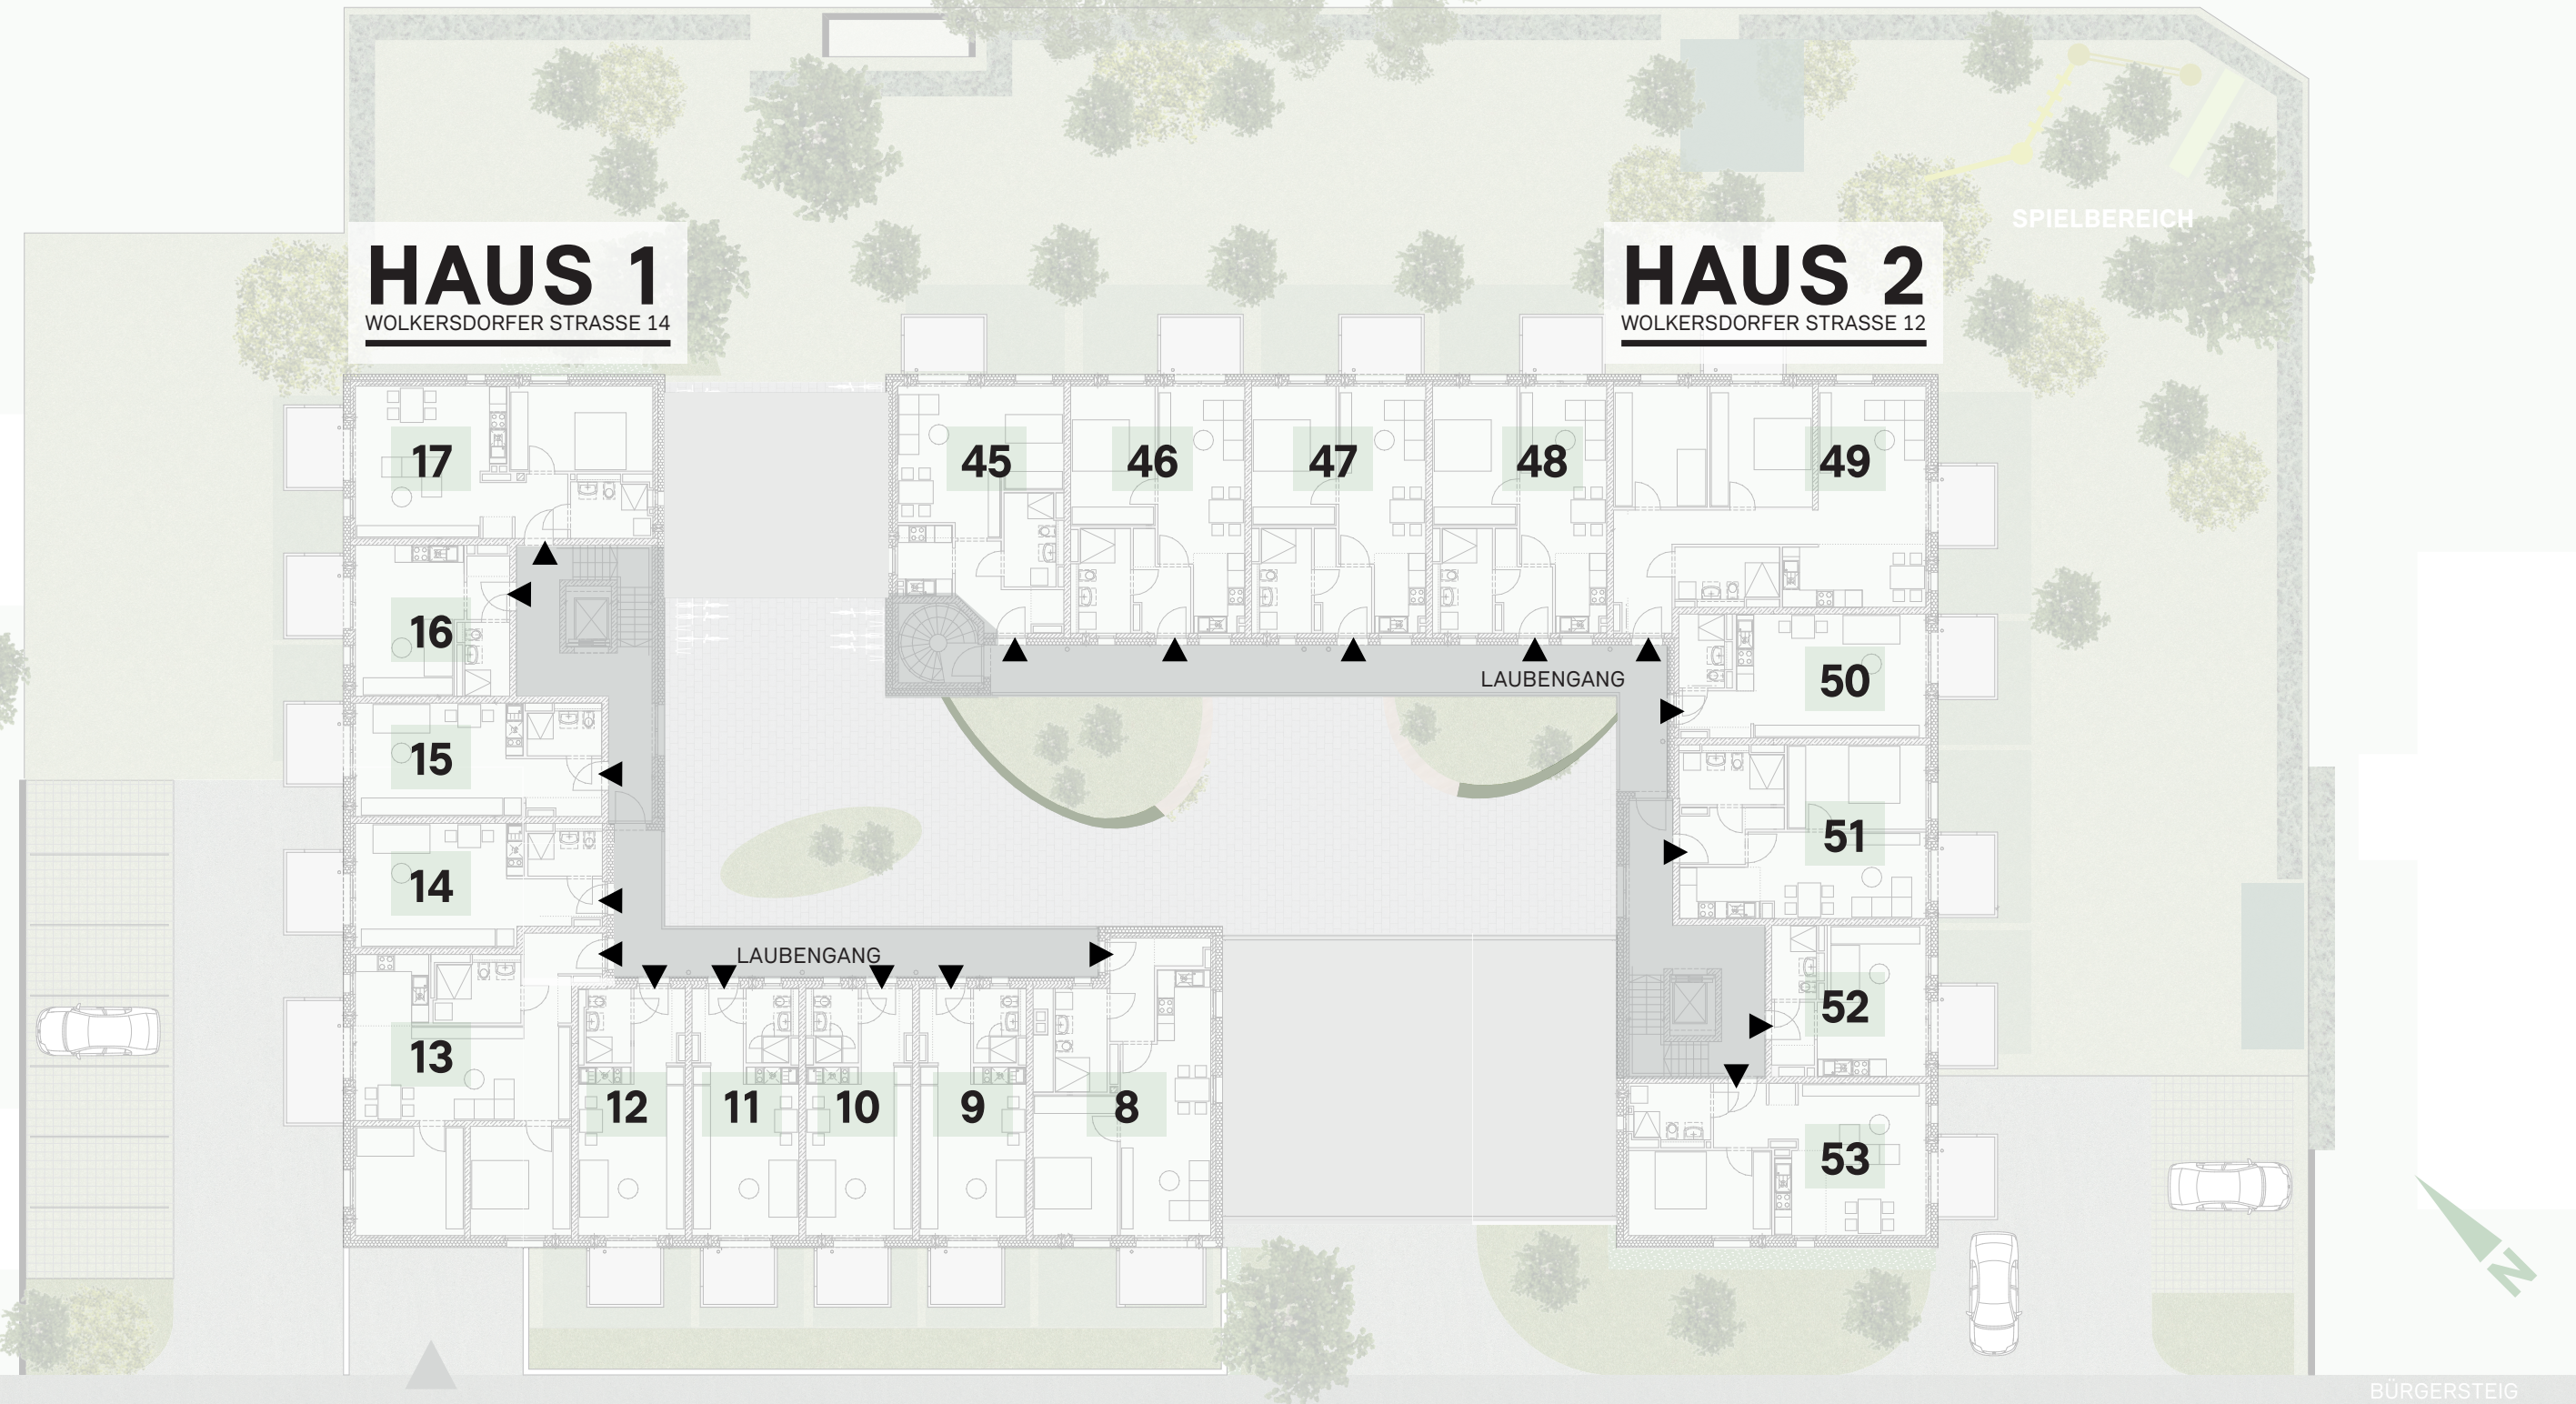 SPIELBEREICH
HAUS 1
WOLKERSDORFER STRASSE 14
HAUS 2
WOLKERSDORFER STRASSE 12
17
45
46
47
48
49
16
LAUBENGANG
50
15
51
14
LAUBENGANG
52
13
12
11
10
9
8
53
N
BÜRGERSTEIG